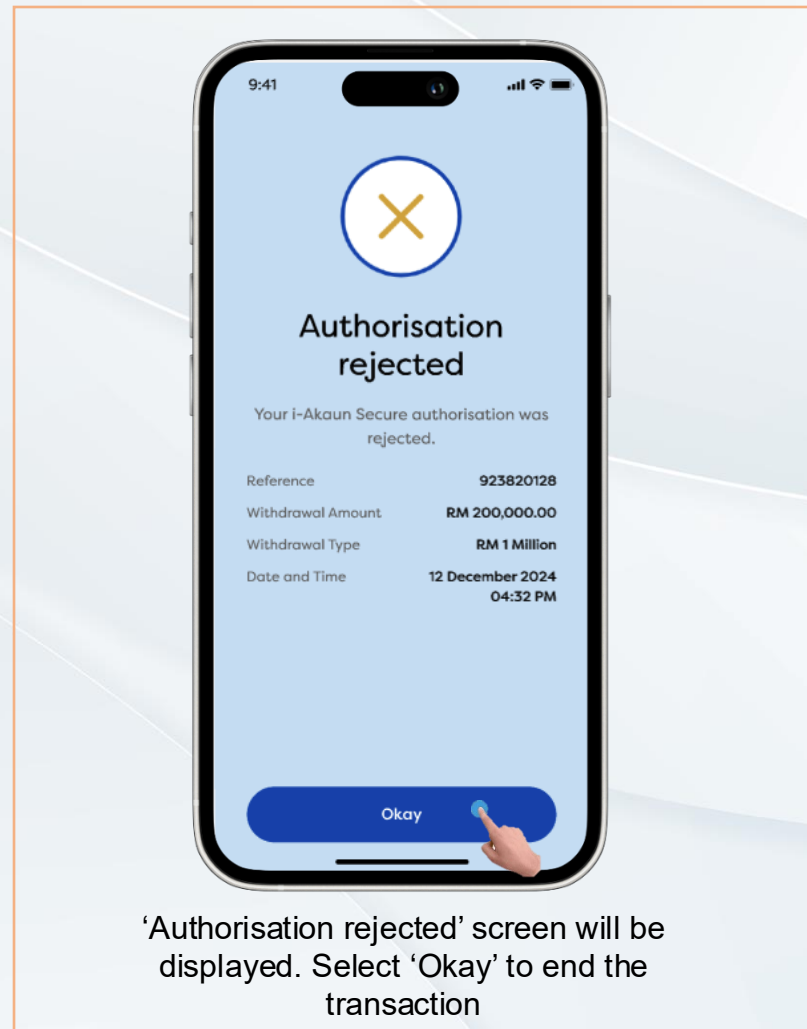 9:41
Authorisation
rejected
Your i-Akaun Secure authorisation was
rejected.
Reference 923820128
Withdrawal Amount RM 200,000.00
Withdrawal Type RM 1 Million
Date and Time 12 December 2024
04:32 PM
Okay
‘Authorisation rejected’ screen will be
displayed. Select ‘Okay’ to end the
transaction